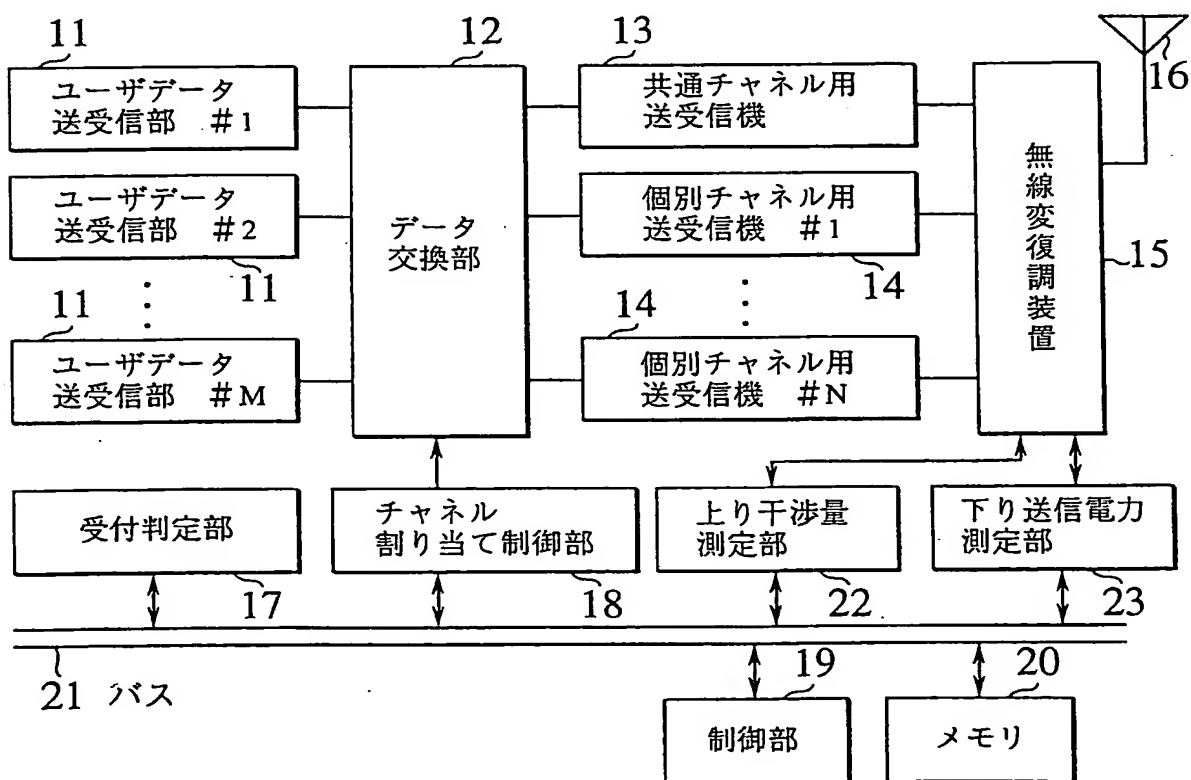 11
12
13
16
ユーザデータ
送受信部 #1
共通チャネル用
送受信機
ユーザデータ
送受信部 #2
データ
交換部
個別チャネル用
送受信機 #1
無線変復調装置
15
11
14
11
14
ユーザデータ
送受信部 #M
個別チャネル用
送受信機 #N
受付判定部
チャネル
割り当て制御部
上り干渉量
測定部
下り送信電力
測定部
17
18
22
23
21 バス
19
20
制御部
メモリ